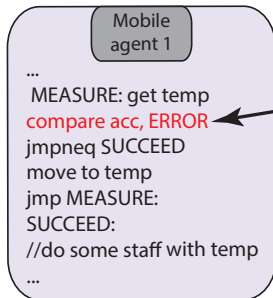 Mobile
agent 1
...
MEASURE: get temp
compare acc, ERROR
jmpneq SUCCEED
move to temp
jmp MEASURE:
SUCCEED:
//do some staff with temp
...